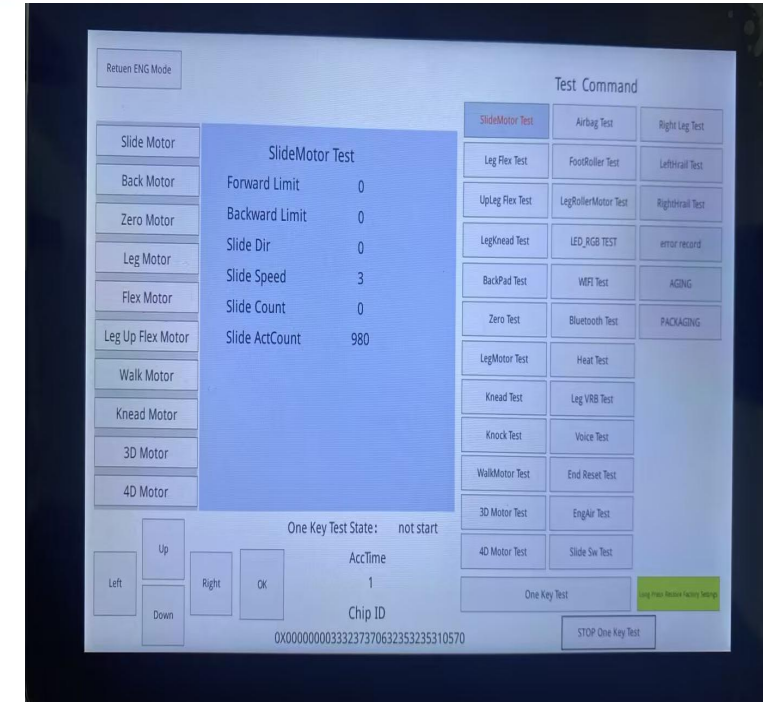 Retuen ENG Mode
Test Command
Slide Motor
Back Motor
Zero Motor
Leg Motor
Flex Motor
Leg Up Flex Motor
Walk Motor
Knead Motor
3D Motor
4D Motor
SlideMotor Test
Forward Limit 0
Backward Limit 0
Slide Dir 0
Slide Speed 3
Slide Count 0
Slide ActCount 980
SlideMotor Test Airbag Test Right Leg Test
Leg Flex Test FootRoller Test LeftHrail Test
UpLeg Flex Test LegRollerMotor Test RightHrail Test
LegKnead Test LED_RGB TEST error record
BackPad Test WIFI Test AGING
Zero Test Bluetooth Test PACKAGING
LegMotor Test Heat Test
Knead Test Leg VRB Test
Knock Test Voice Test
WalkMotor Test End Reset Test
3D Motor Test EngAir Test
4D Motor Test Slide Sw Test
One Key Test Long Press Restore Factory Settings
STOP One Key Test
One Key Test State: not start
AccTime
1
Chip ID
0X00000000333237370632353235310570
Up
Left Right OK
Down